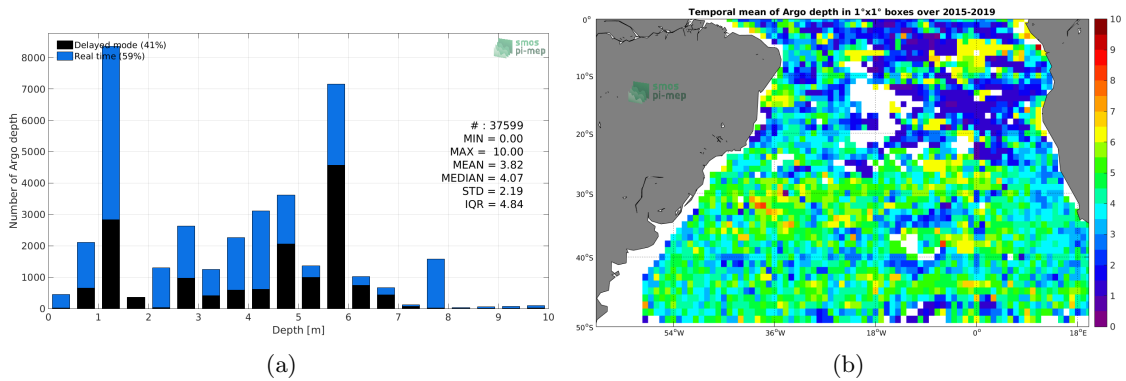 Delayed mode (41%)
Real time (59%)
smos
pi-mep
# : 37599
MIN = 0.00
MAX = 10.00
MEAN = 3.82
MEDIAN = 4.07
STD = 2.19
IQR = 4.84
Number of Argo depth
8000
7000
6000
5000
4000
3000
2000
1000
0
0 1 2 3 4 5 6 7 8 9 10
Depth [m]
(a)
Temporal mean of Argo depth in 1°x1° boxes over 2015-2019
smos
pi-mep
0°
10°S
20°S
30°S
40°S
50°S
54°W 36°W 18°W 0° 18°E
10
9
8
7
6
5
4
3
2
1
0
(b)